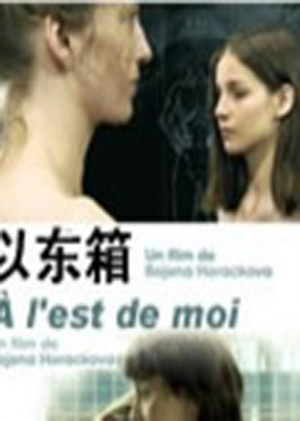 以东箱
Un film de
Bojena Horackova
À l'est de moi
Un film de
Bojena Horackova